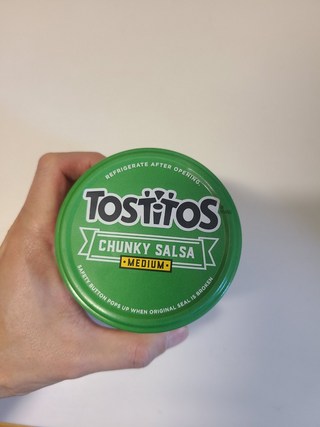 REFRIGERATE AFTER OPENING
TOSTITOS
CHUNKY SALSA
MEDIUM
SAFETY BUTTON POPS UP WHEN ORIGINAL SEAL IS BROKEN